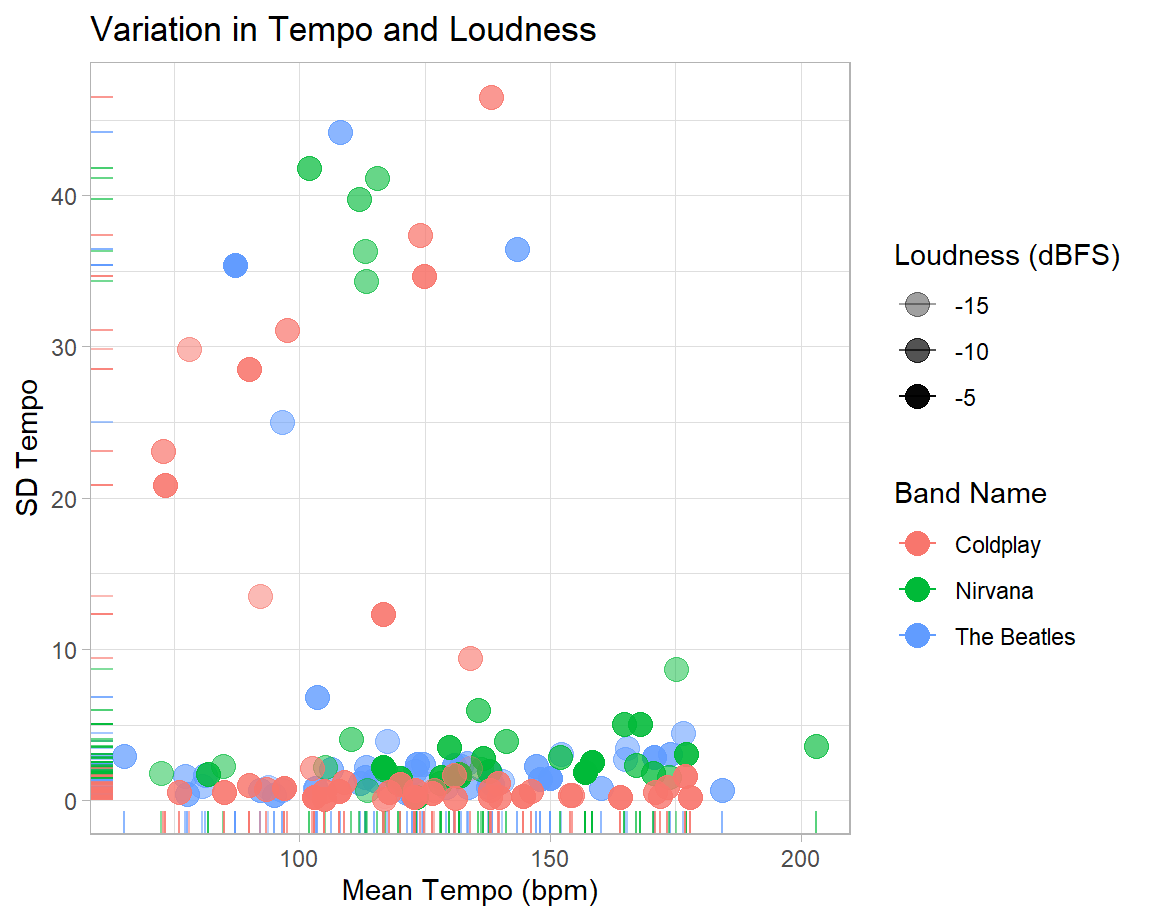 Variation in Tempo and Loudness
SD Tempo
40
30
20
10
0
100
150
200
Mean Tempo (bpm)
Loudness (dBFS)
-15
-10
-5
Band Name
Coldplay
Nirvana
The Beatles